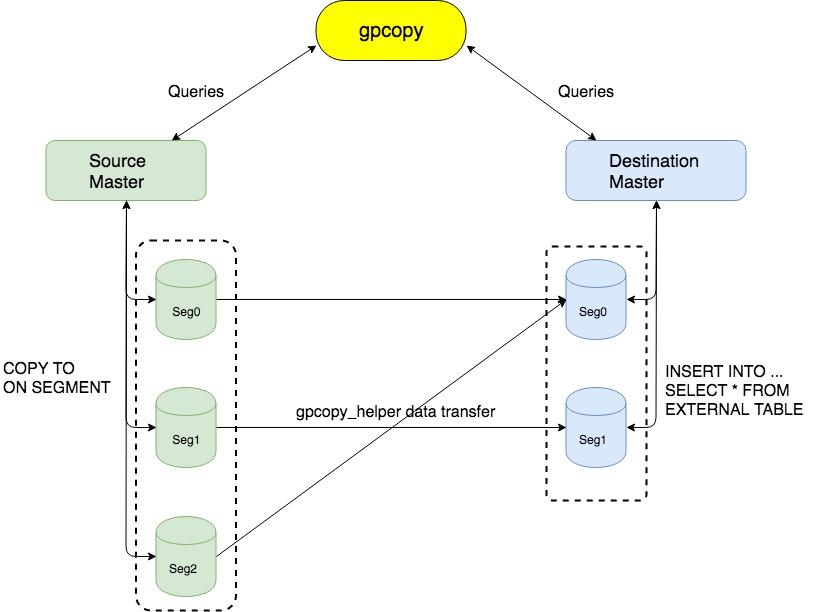 gpcopy
Queries
Queries
Source
Master
Destination
Master
Seg0
Seg0
COPY TO
ON SEGMENT
INSERT INTO ...
SELECT * FROM
EXTERNAL TABLE
gpcopy_helper data transfer
Seg1
Seg1
Seg2